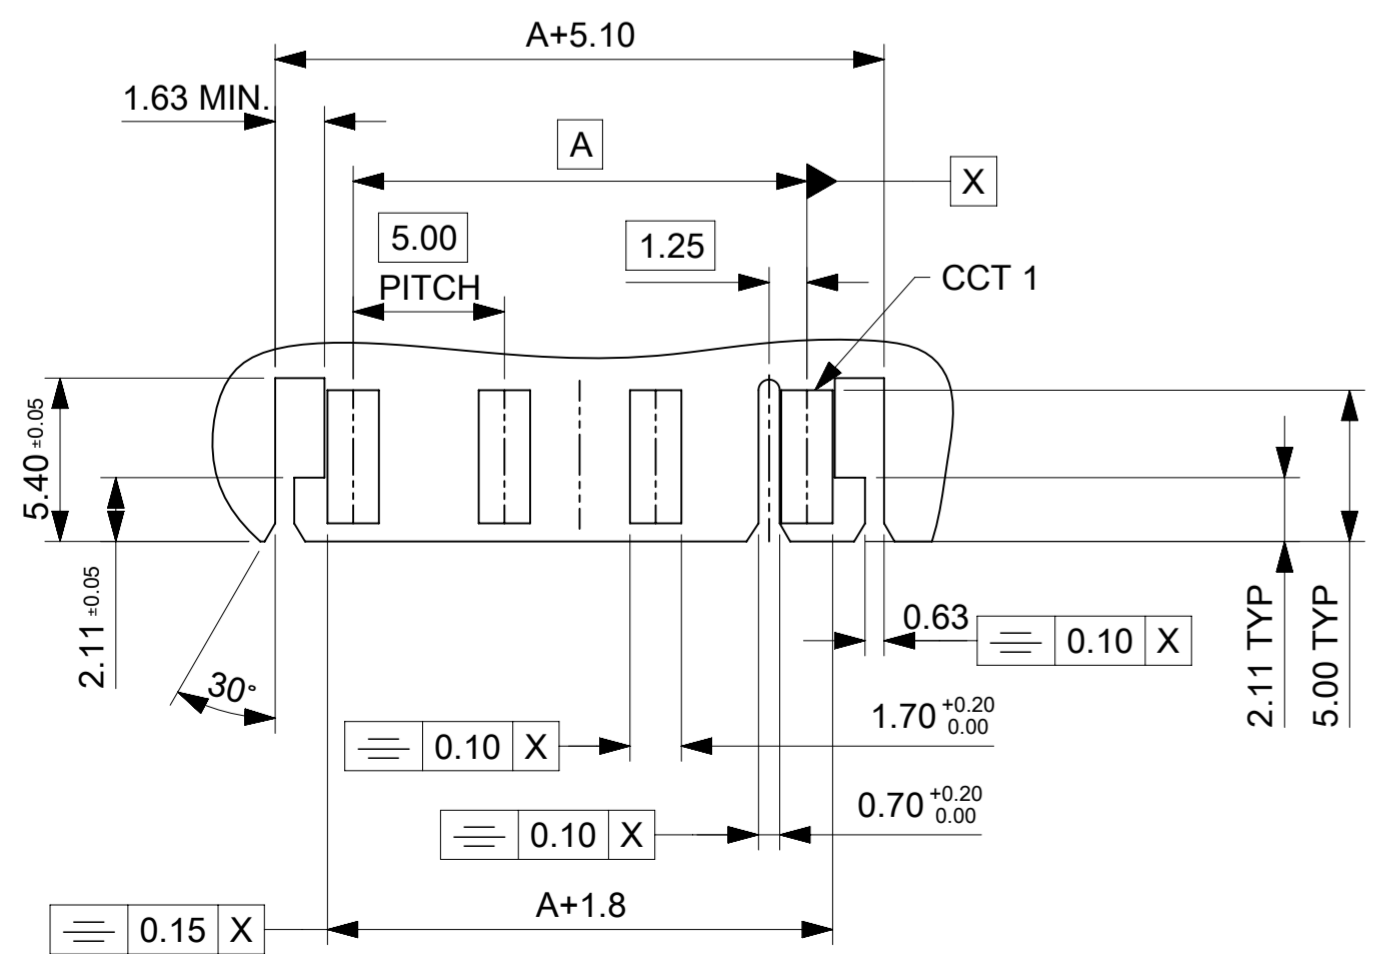 A+5.10
1.63 MIN.
A
X
5.00
PITCH
1.25
CCT 1
5.40 ±0.05
2.11 ±0.05
30°
0.63
0.10 X
2.11 TYP
5.00 TYP
1.70 +0.20 0.00
0.10 X
0.70 +0.20 0.00
0.10 X
A+1.8
0.15 X